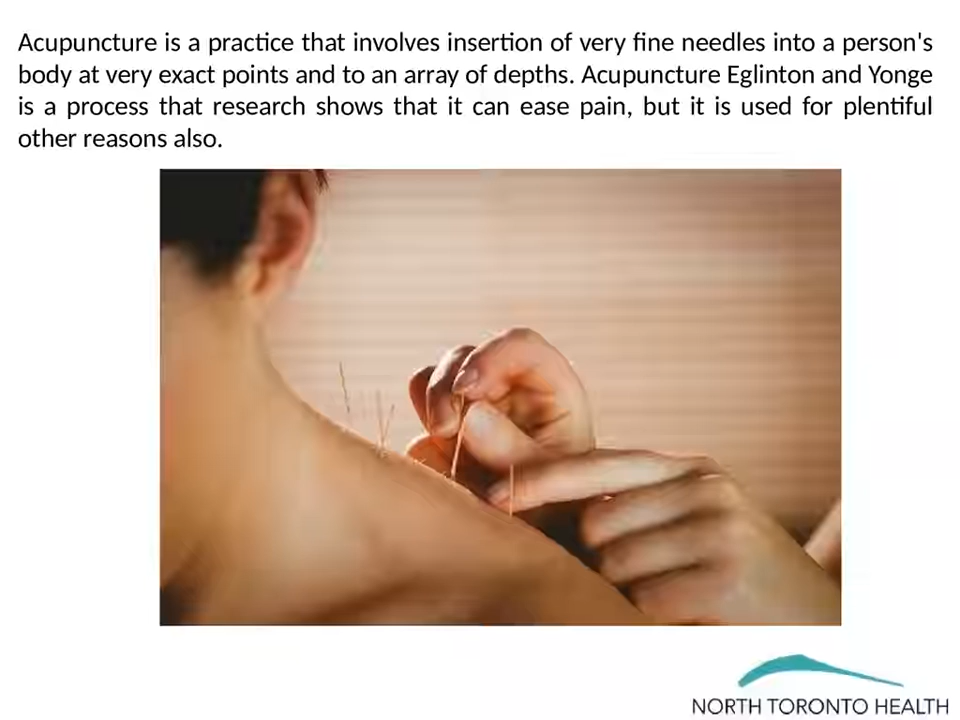 Acupuncture is a practice that involves insertion of very fine needles into a person's
body at very exact points and to an array of depths. Acupuncture Eglinton and Yonge
is a process that research shows that it can ease pain, but it is used for plentiful
other reasons also.
NORTH TORONTO HEALTH